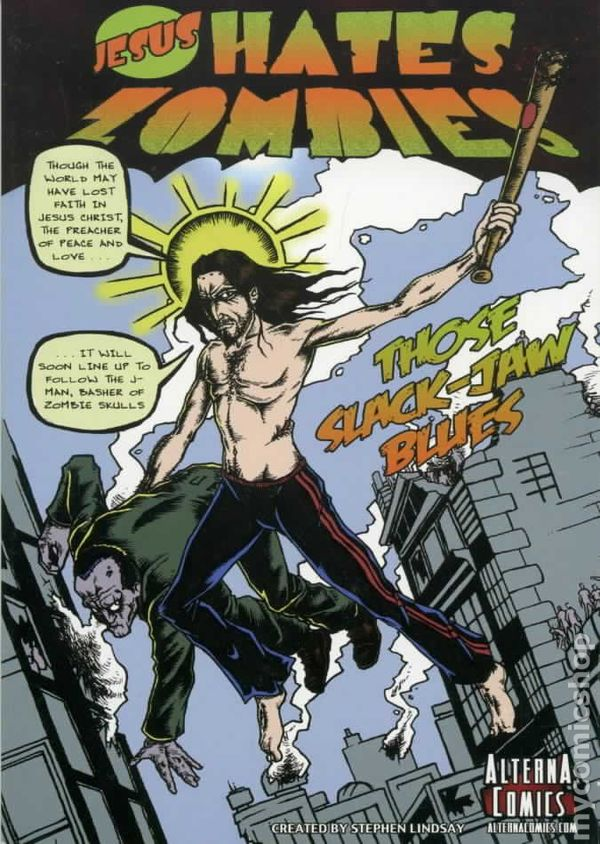 JESUS
HATES
ZOMBIES
THOUGH THE
WORLD MAY
HAVE LOST
FAITH IN
JESUS CHRIST,
THE PREACHER
OF PEACE AND
LOVE . . .
. . . IT WILL
SOON LINE UP TO
FOLLOW THE J-
MAN, BASHER OF
ZOMBIE SKULLS
THOSE
SLACK-JAW
BLUES
ALTERNA
COMICS
ALTERNACOMICS.COM
CREATED BY STEPHEN LINDSAY
mycomicshop